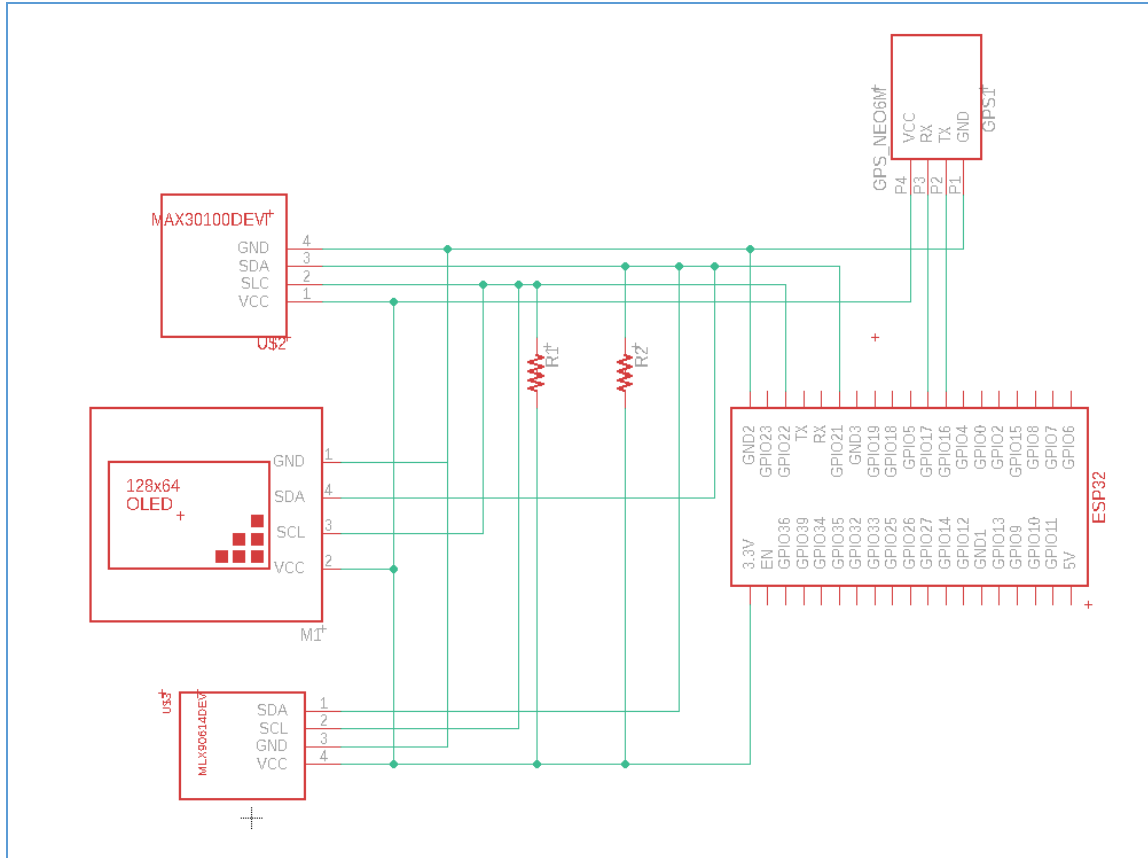 GPS_NEO6M
GPS1
VCC
RX
TX
GND
P4
P3
P2
P1
MAX30100DEV
GND 4
SDA 3
SLC 2
VCC 1
U$2
R1
R2
128x64
OLED
GND 1
SDA 4
SCL 3
VCC 2
M1
GND2
GPIO23
GPIO22
TX
RX
GPIO21
GND3
GPIO19
GPIO18
GPIO5
GPIO17
GPIO16
GPIO4
GPIO0
GPIO2
GPIO15
GPIO8
GPIO7
GPIO6
ESP32
3.3V
EN
GPIO36
GPIO39
GPIO34
GPIO35
GPIO32
GPIO33
GPIO25
GPIO26
GPIO27
GPIO14
GPIO12
GND1
GPIO13
GPIO9
GPIO10
GPIO11
5V
U$3
MLX90614DEV
SDA 1
SCL 2
GND 3
VCC 4